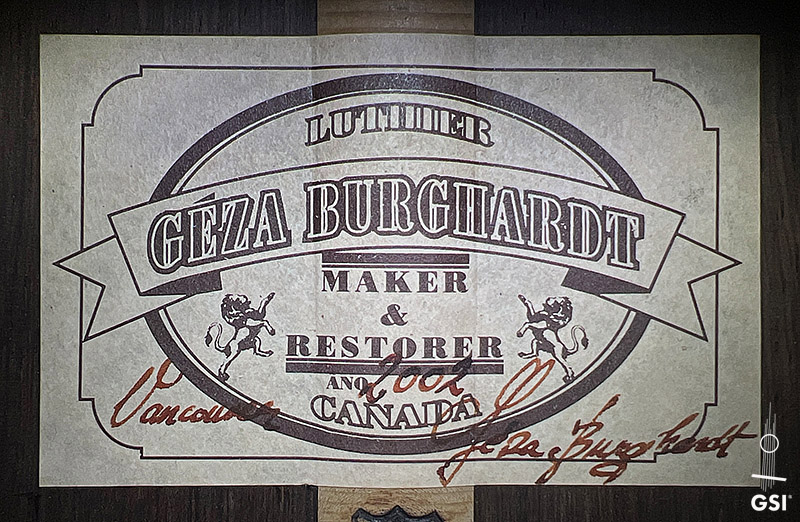 LUTHIER
GÉZA BURGHARDT
MAKER
&
RESTORER
ANO 2002
CANADA
Vancouver
Géza Burghardt
GSI